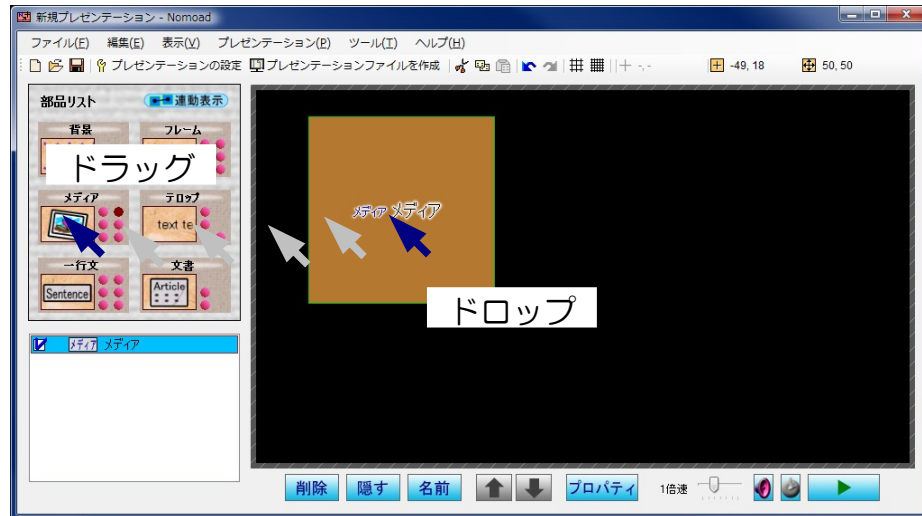 新規プレゼンテーション - Nomoad
ファイル(F) 編集(E) 表示(V) プレゼンテーション(P) ツール(T) ヘルプ(H)
プレゼンテーションの設定 プレゼンテーションファイルを作成 -,- -49, 18 50, 50
部品リスト 連動表示
背景 フレーム
ドラッグ
メディア テロップ
text te
メディア メディア
一行文 文書
Sentence Article
ドロップ
メディア メディア
削除 隠す 名前 プロパティ 1倍速